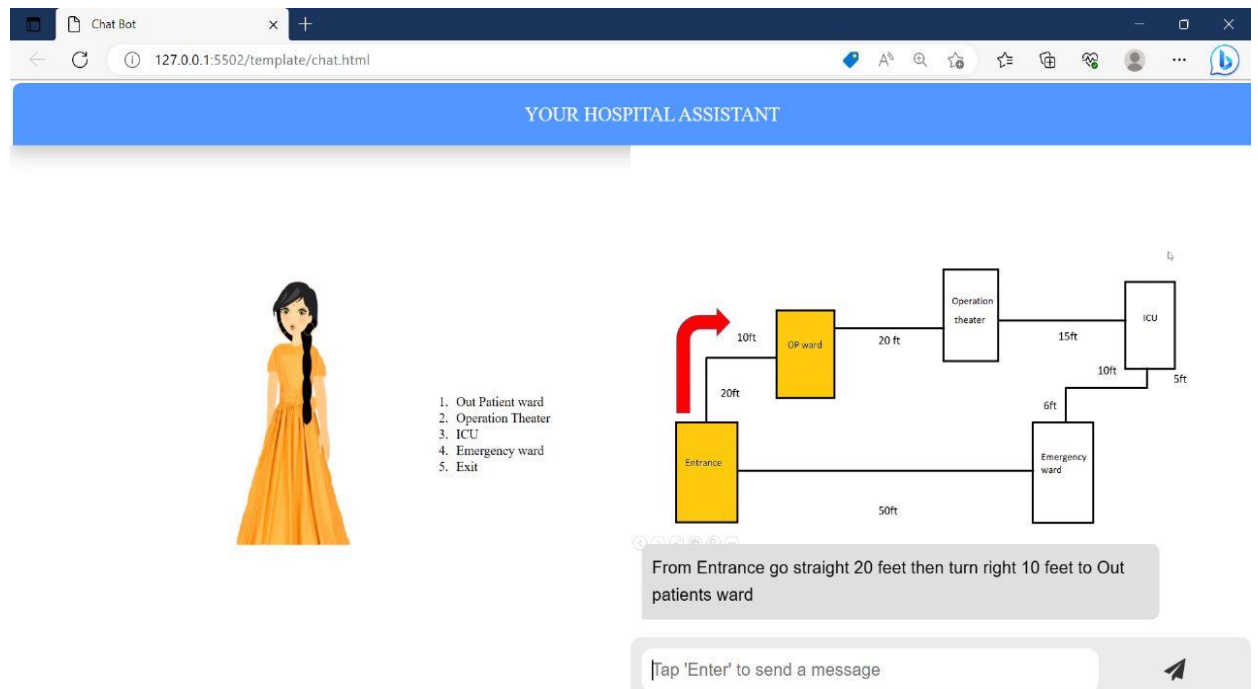 Chat Bot
127.0.0.1:5502/template/chat.html
YOUR HOSPITAL ASSISTANT
1. Out Patient ward
2. Operation Theater
3. ICU
4. Emergency ward
5. Exit
Operation
theater
ICU
10ft
OP ward
20 ft
15ft
10ft
5ft
20ft
6ft
Entrance
Emergency
ward
50ft
From Entrance go straight 20 feet then turn right 10 feet to Out
patients ward
Tap 'Enter' to send a message